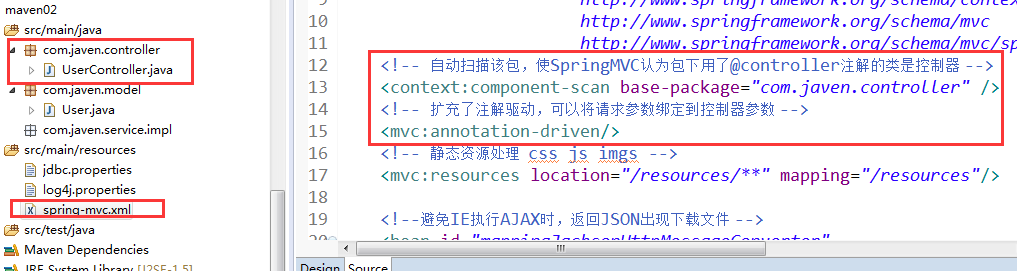 maven02
src/main/java
com.javen.controller
UserController.java
com.javen.model
User.java
com.javen.service.impl
src/main/resources
jdbc.properties
log4j.properties
spring-mvc.xml
src/test/java
Maven Dependencies
JRE System Library [J2SE-1.5]
http://www.springframework.org/schema/contex
10 http://www.springframework.org/schema/mvc
11 http://www.springframework.org/schema/mvc/sp
12 <!-- 自动扫描该包，使SpringMVC认为包下用了@controller注解的类是控制器 -->
13 <context:component-scan base-package="com.javen.controller" />
14 <!-- 扩充了注解驱动，可以将请求参数绑定到控制器参数 -->
15 <mvc:annotation-driven/>
16 <!-- 静态资源处理 css js imgs -->
17 <mvc:resources location="/resources/**" mapping="/resources"/>
18
19 <!--避免IE执行AJAX时，返回JSON出现下载文件 -->
<bean id="mappingJacksonHttpMessageConverter"
Design Source